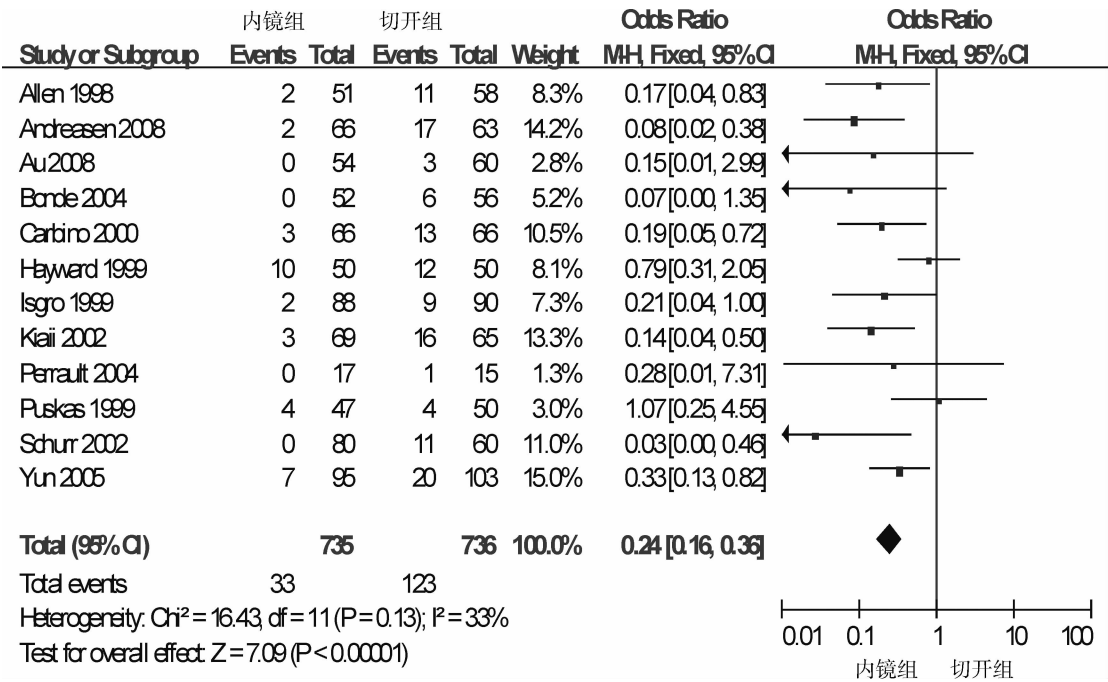 内镜组 切开组 Odds Ratio Odds Ratio
Study or Subgroup Events Total Events Total Weight M-H, Fixed, 95% CI M-H, Fixed, 95% CI
Allen 1998 2 51 11 58 8.3% 0.17 [0.04, 0.83]
Andreasen 2008 2 66 17 63 14.2% 0.08 [0.02, 0.38]
Au 2008 0 54 3 60 2.8% 0.15 [0.01, 2.99]
Bonde 2004 0 52 6 56 5.2% 0.07 [0.00, 1.35]
Carbino 2000 3 66 13 66 10.5% 0.19 [0.05, 0.72]
Hayward 1999 10 50 12 50 8.1% 0.79 [0.31, 2.05]
Isgro 1999 2 88 9 90 7.3% 0.21 [0.04, 1.00]
Kiaii 2002 3 69 16 65 13.3% 0.14 [0.04, 0.50]
Perrault 2004 0 17 1 15 1.3% 0.28 [0.01, 7.31]
Puskas 1999 4 47 4 50 3.0% 1.07 [0.25, 4.55]
Schurr 2002 0 80 11 60 11.0% 0.03 [0.00, 0.46]
Yun 2005 7 95 20 103 15.0% 0.33 [0.13, 0.82]
Total (95% CI) 735 736 100.0% 0.24 [0.16, 0.36]
Total events 33 123
Heterogeneity: Chi² = 16.43, df = 11 (P = 0.13); I² = 33%
Test for overall effect: Z = 7.09 (P < 0.00001)
0.01 0.1 1 10 100
内镜组 切开组